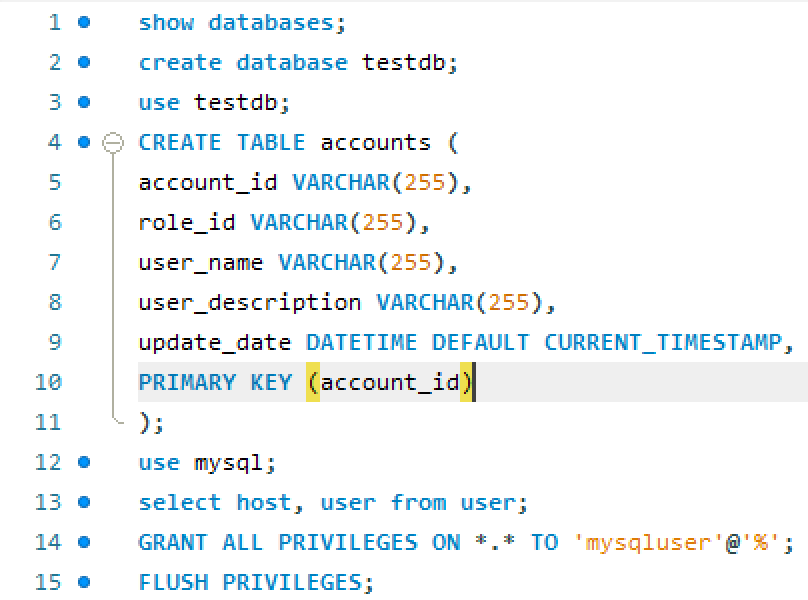 1 show databases;
2 create database testdb;
3 use testdb;
4 CREATE TABLE accounts (
5 account_id VARCHAR(255),
6 role_id VARCHAR(255),
7 user_name VARCHAR(255),
8 user_description VARCHAR(255),
9 update_date DATETIME DEFAULT CURRENT_TIMESTAMP,
10 PRIMARY KEY (account_id)
11 );
12 use mysql;
13 select host, user from user;
14 GRANT ALL PRIVILEGES ON *.* TO 'mysqluser'@'%';
15 FLUSH PRIVILEGES;